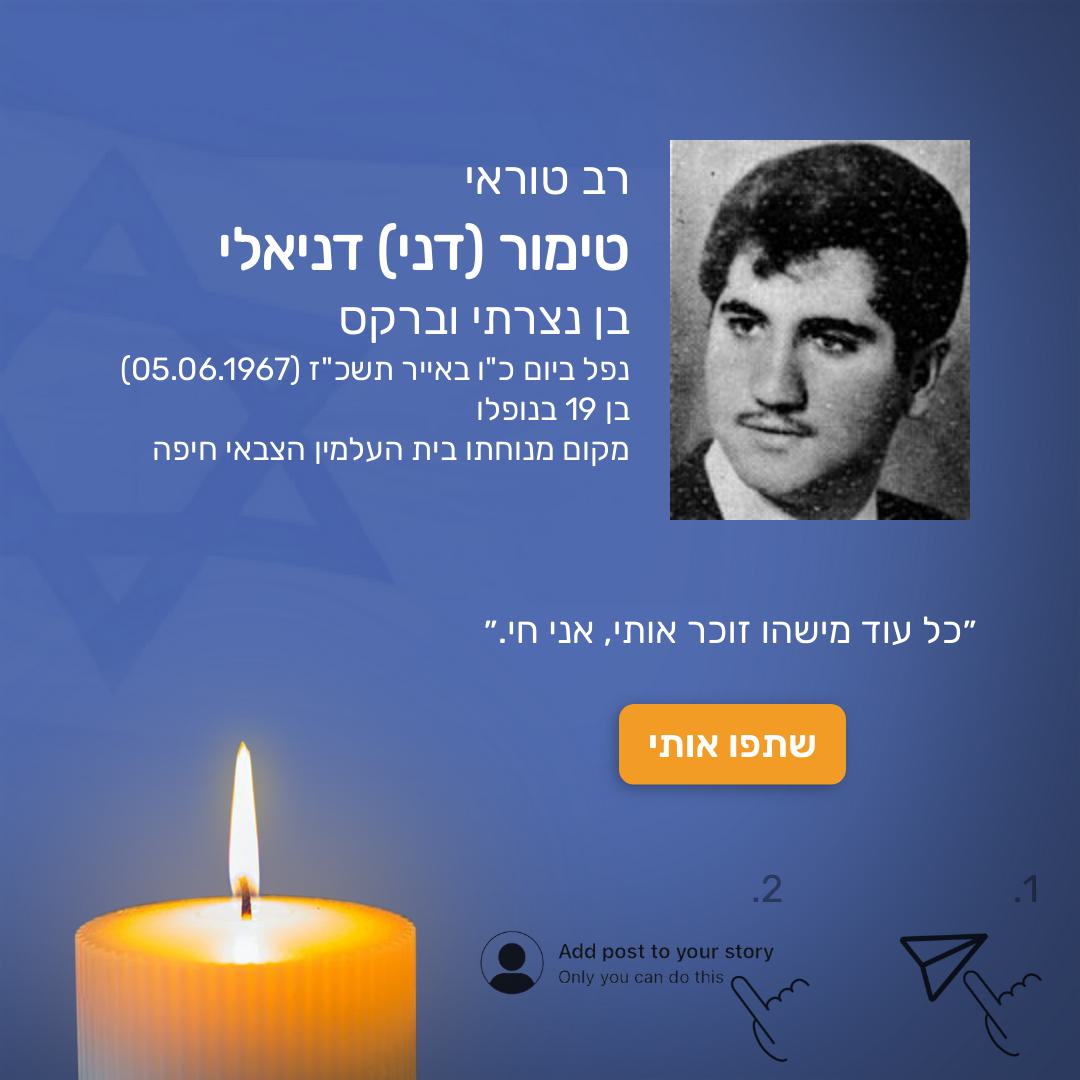 רב טוראי
טימור (דני) דניאלי
בן נצרתי וברקס
נפל ביום כ"ו באייר תשכ"ז (05.06.1967)
בן 19 בנופלו
מקום מנוחתו בית העלמין הצבאי חיפה
״כל עוד מישהו זוכר אותי, אני חי.״
שתפו אותי
1.
2.
Add post to your story
Only you can do this